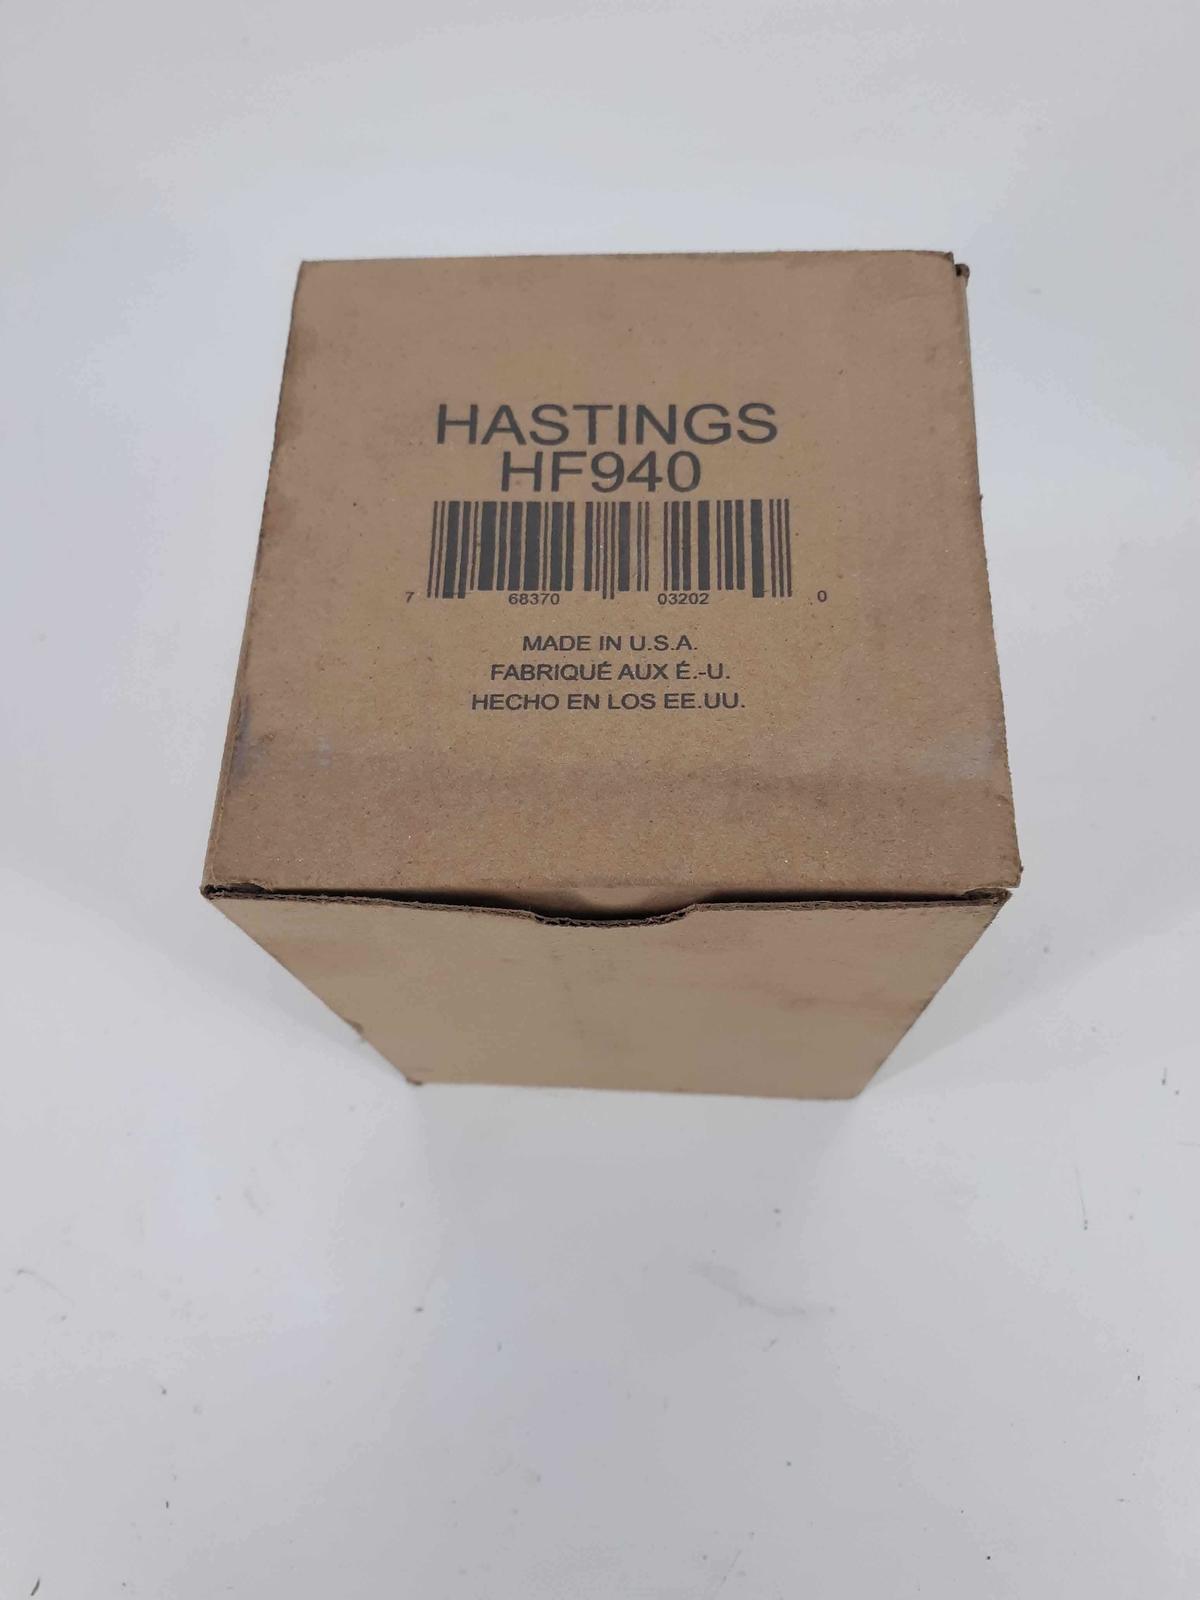 HASTINGS
HF940
7 68370 03202 0
MADE IN U.S.A.
FABRIQUÉ AUX É.-U.
HECHO EN LOS EE.UU.